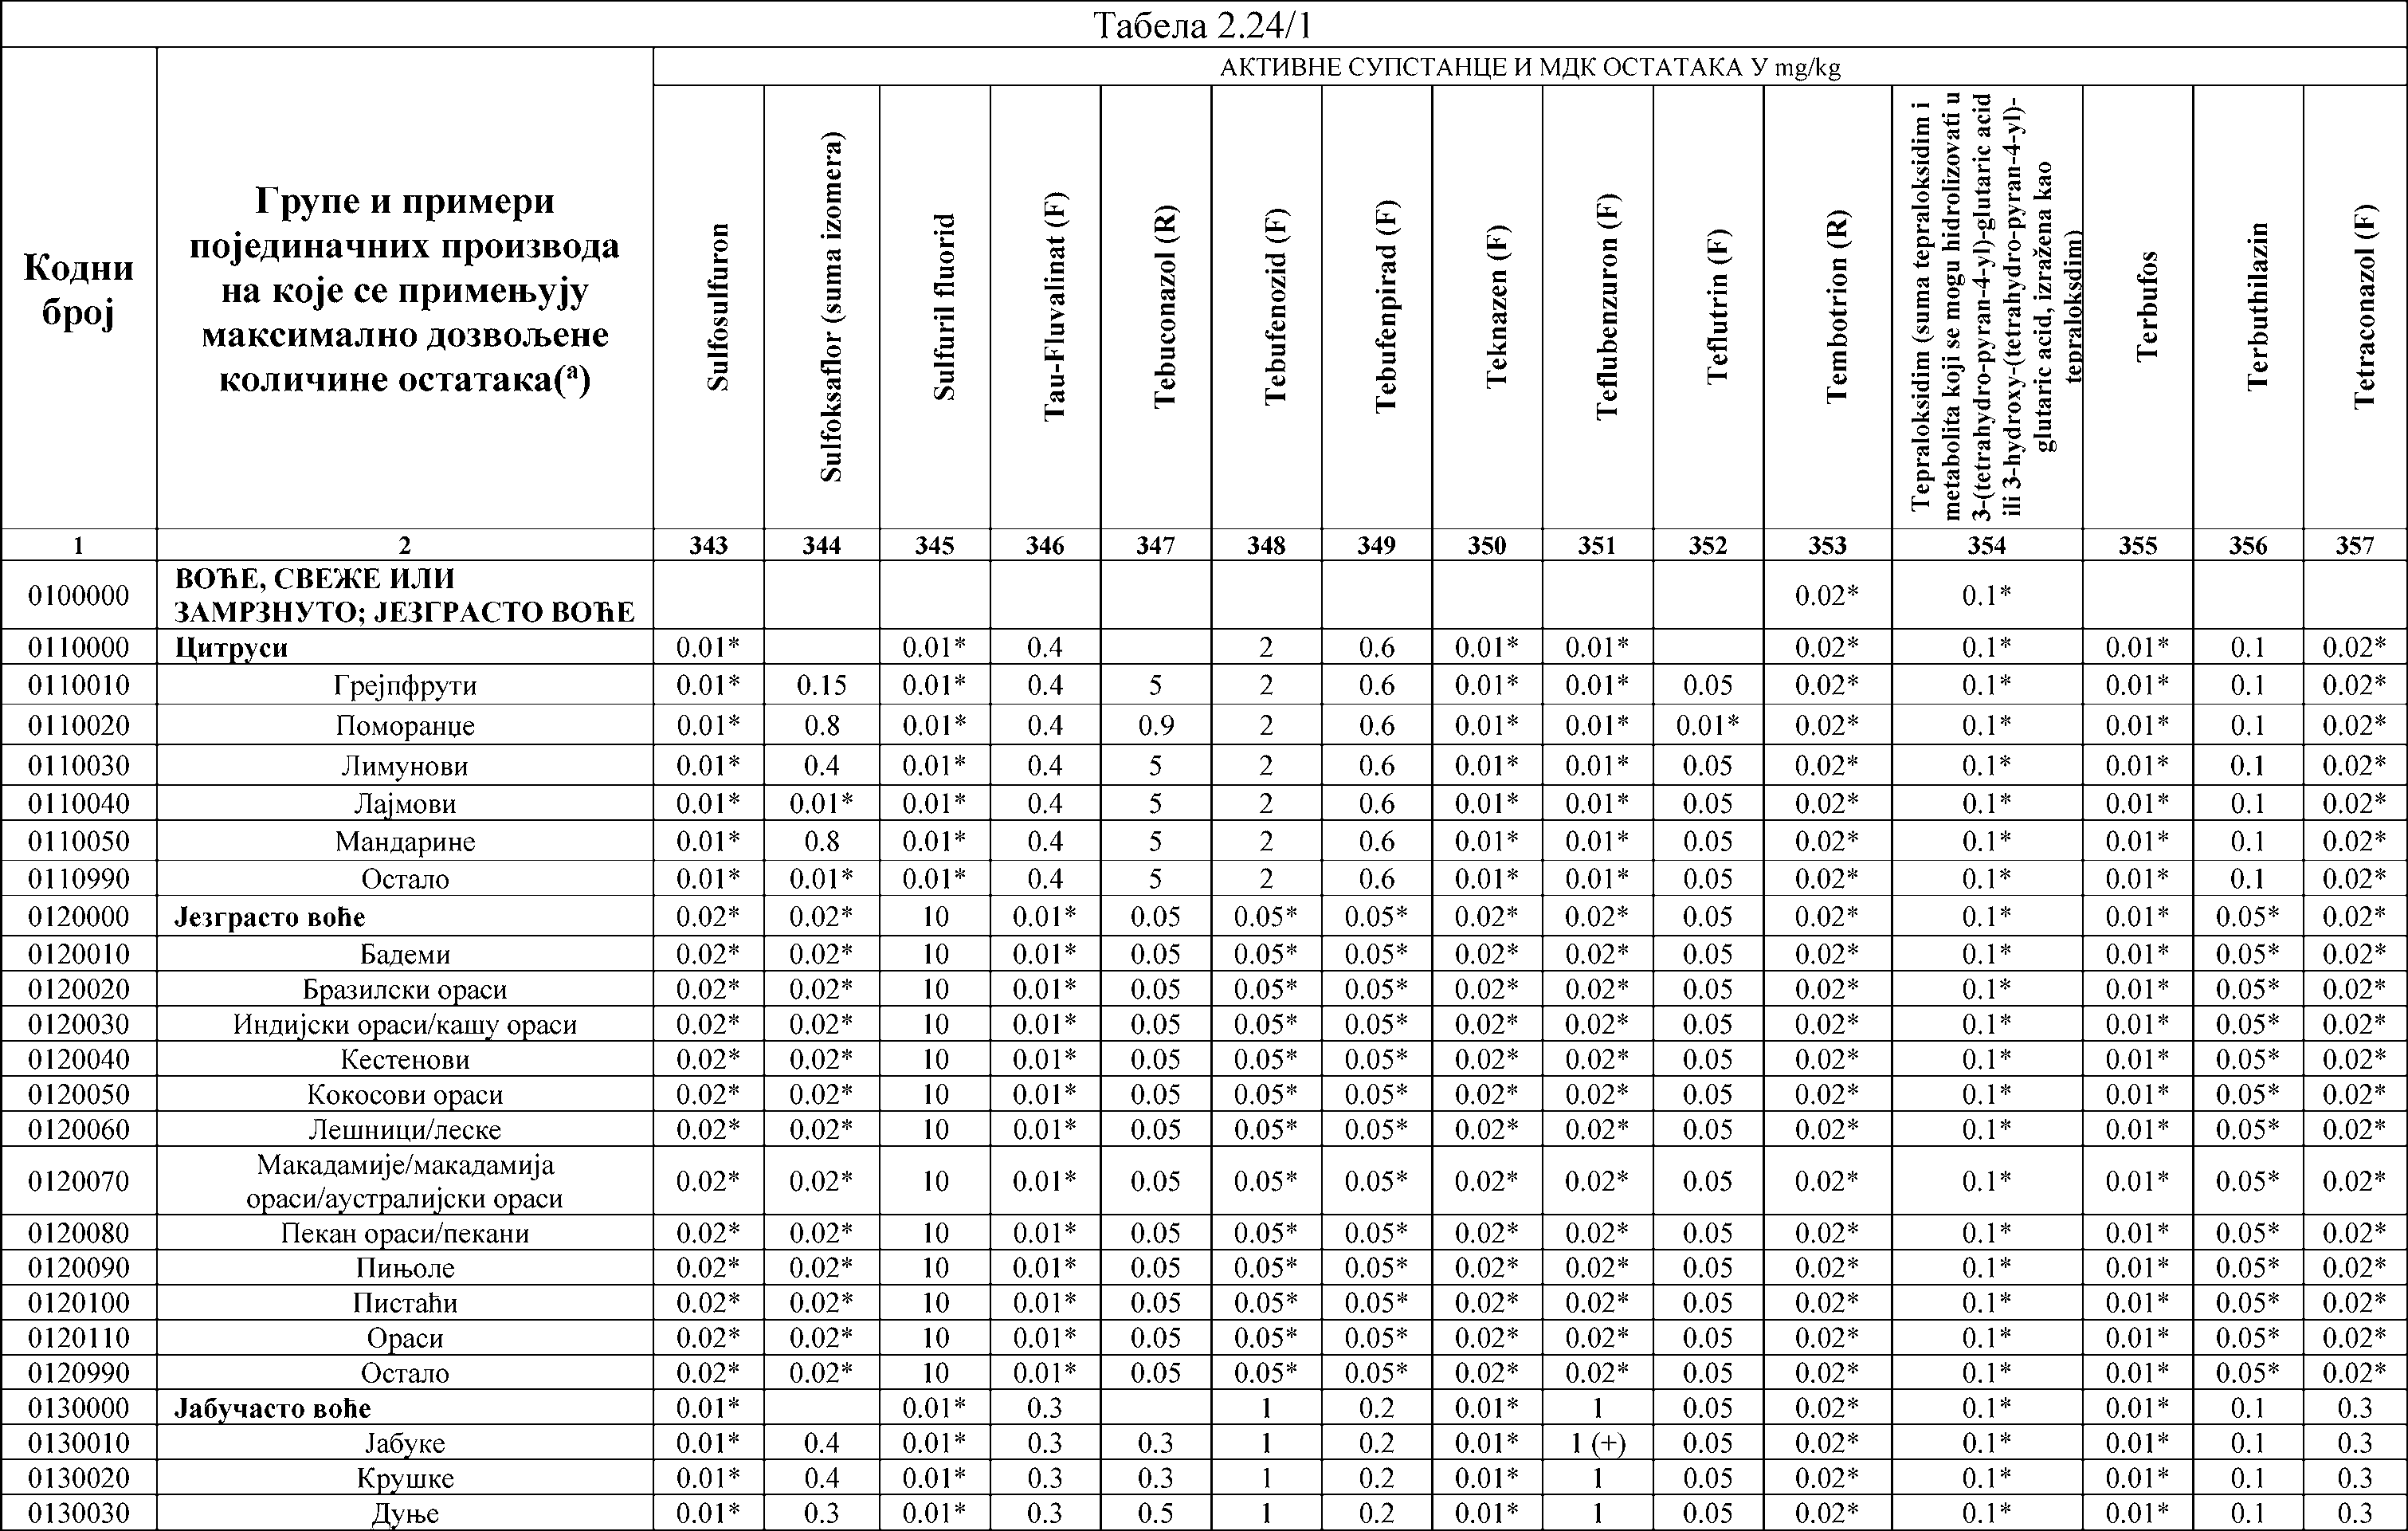 Табела 2.24/1
Кодни број Групе и примери појединачних производа на које се примењују максимално дозвољене количине остатака(ᵃ) АКТИВНЕ СУПСТАНЦЕ И МДК ОСТАТАКА У mg/kg
Sulfosulfuron
Sulfoksaflor (suma izomera)
Sulfuril fluorid
Tau-Fluvalinat (F)
Tebuconazol (R)
Tebufenozid (F)
Tebufenpirad (F)
Teknazen (F)
Teflubenzuron (F)
Teflutrin (F)
Tembotrion (R)
Tepraloksidim (suma tepraloksidim i
metabolita koji se mogu hidrolizovati u
3-(tetrahydro-pyran-4-yl)-glutaric acid
ili 3-hydroxy-(tetrahydro-pyran-4-yl)-
glutaric acid, izražena kao
tepraloksdim)
Terbufos
Terbuthilazin
Tetraconazol (F)
1 2 343 344 345 346 347 348 349 350 351 352 353 354 355 356 357
0100000 ВОЋЕ, СВЕЖЕ ИЛИ
ЗАМРЗНУТО; ЈЕЗГРАСТО ВОЋЕ 0.02* 0.1*
0110000 Цитруси 0.01* 0.01* 0.4 2 0.6 0.01* 0.01* 0.02* 0.1* 0.01* 0.1 0.02*
0110010 Грејпфрути 0.01* 0.15 0.01* 0.4 5 2 0.6 0.01* 0.01* 0.05 0.02* 0.1* 0.01* 0.1 0.02*
0110020 Поморанџе 0.01* 0.8 0.01* 0.4 0.9 2 0.6 0.01* 0.01* 0.01* 0.02* 0.1* 0.01* 0.1 0.02*
0110030 Лимунови 0.01* 0.4 0.01* 0.4 5 2 0.6 0.01* 0.01* 0.05 0.02* 0.1* 0.01* 0.1 0.02*
0110040 Лајмови 0.01* 0.01* 0.01* 0.4 5 2 0.6 0.01* 0.01* 0.05 0.02* 0.1* 0.01* 0.1 0.02*
0110050 Мандарине 0.01* 0.8 0.01* 0.4 5 2 0.6 0.01* 0.01* 0.05 0.02* 0.1* 0.01* 0.1 0.02*
0110990 Остало 0.01* 0.01* 0.01* 0.4 5 2 0.6 0.01* 0.01* 0.05 0.02* 0.1* 0.01* 0.1 0.02*
0120000 Језграсто воће 0.02* 0.02* 10 0.01* 0.05 0.05* 0.05* 0.02* 0.02* 0.05 0.02* 0.1* 0.01* 0.05* 0.02*
0120010 Бадеми 0.02* 0.02* 10 0.01* 0.05 0.05* 0.05* 0.02* 0.02* 0.05 0.02* 0.1* 0.01* 0.05* 0.02*
0120020 Бразилски ораси 0.02* 0.02* 10 0.01* 0.05 0.05* 0.05* 0.02* 0.02* 0.05 0.02* 0.1* 0.01* 0.05* 0.02*
0120030 Индијски ораси/кашу ораси 0.02* 0.02* 10 0.01* 0.05 0.05* 0.05* 0.02* 0.02* 0.05 0.02* 0.1* 0.01* 0.05* 0.02*
0120040 Кестенови 0.02* 0.02* 10 0.01* 0.05 0.05* 0.05* 0.02* 0.02* 0.05 0.02* 0.1* 0.01* 0.05* 0.02*
0120050 Кокосови ораси 0.02* 0.02* 10 0.01* 0.05 0.05* 0.05* 0.02* 0.02* 0.05 0.02* 0.1* 0.01* 0.05* 0.02*
0120060 Лешници/леске 0.02* 0.02* 10 0.01* 0.05 0.05* 0.05* 0.02* 0.02* 0.05 0.02* 0.1* 0.01* 0.05* 0.02*
0120070 Макадамије/макадамија
ораси/аустралијски ораси 0.02* 0.02* 10 0.01* 0.05 0.05* 0.05* 0.02* 0.02* 0.05 0.02* 0.1* 0.01* 0.05* 0.02*
0120080 Пекан ораси/пекани 0.02* 0.02* 10 0.01* 0.05 0.05* 0.05* 0.02* 0.02* 0.05 0.02* 0.1* 0.01* 0.05* 0.02*
0120090 Пињоле 0.02* 0.02* 10 0.01* 0.05 0.05* 0.05* 0.02* 0.02* 0.05 0.02* 0.1* 0.01* 0.05* 0.02*
0120100 Пистаћи 0.02* 0.02* 10 0.01* 0.05 0.05* 0.05* 0.02* 0.02* 0.05 0.02* 0.1* 0.01* 0.05* 0.02*
0120110 Ораси 0.02* 0.02* 10 0.01* 0.05 0.05* 0.05* 0.02* 0.02* 0.05 0.02* 0.1* 0.01* 0.05* 0.02*
0120990 Остало 0.02* 0.02* 10 0.01* 0.05 0.05* 0.05* 0.02* 0.02* 0.05 0.02* 0.1* 0.01* 0.05* 0.02*
0130000 Јабучасто воће 0.01* 0.01* 0.3 1 0.2 0.01* 1 0.05 0.02* 0.1* 0.01* 0.1 0.3
0130010 Јабуке 0.01* 0.4 0.01* 0.3 0.3 1 0.2 0.01* 1 (+) 0.05 0.02* 0.1* 0.01* 0.1 0.3
0130020 Крушке 0.01* 0.4 0.01* 0.3 0.3 1 0.2 0.01* 1 0.05 0.02* 0.1* 0.01* 0.1 0.3
0130030 Дуње 0.01* 0.3 0.01* 0.3 0.5 1 0.2 0.01* 1 0.05 0.02* 0.1* 0.01* 0.1 0.3